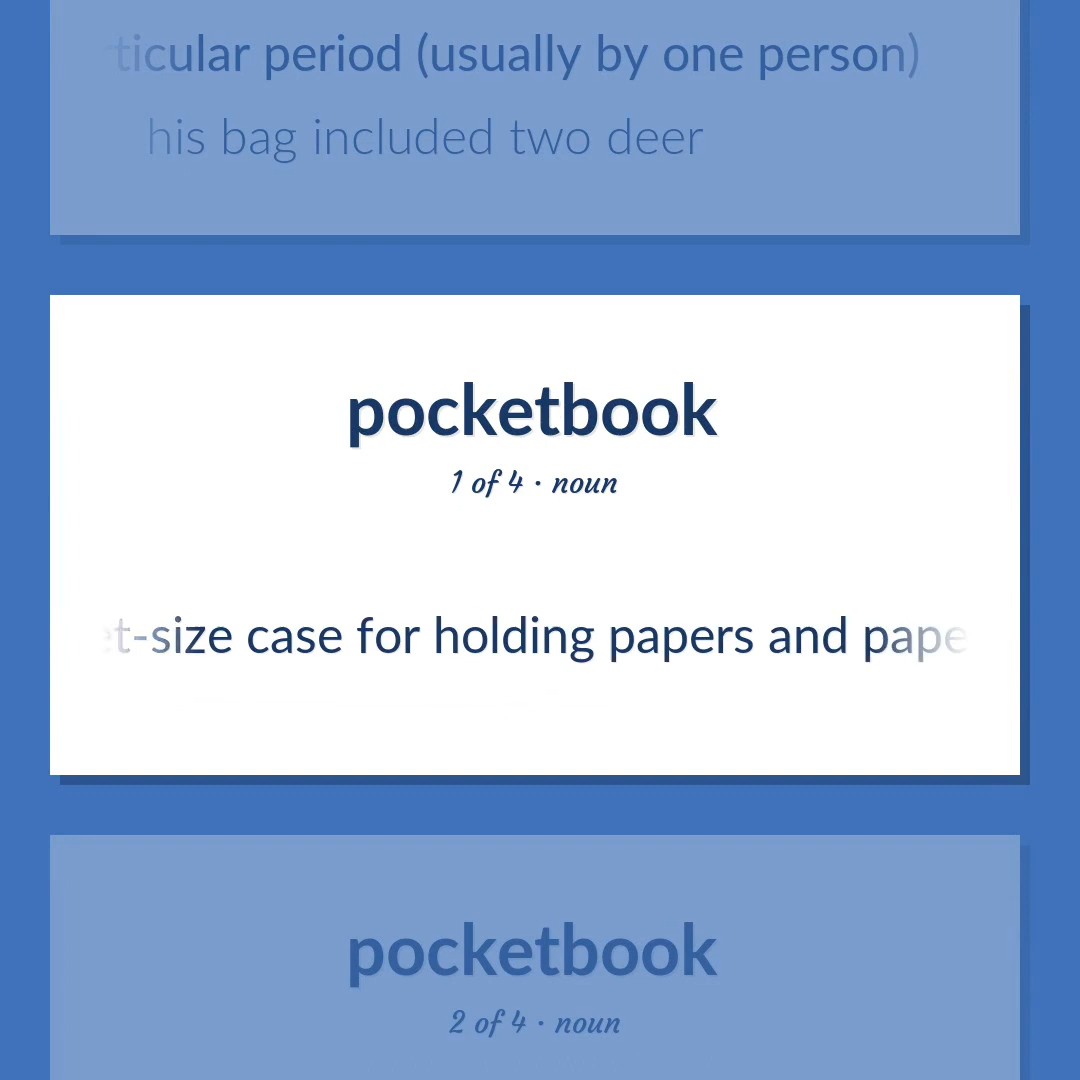 ticular period (usually by one person)
his bag included two deer
pocketbook
1 of 4 · noun
t-size case for holding papers and pape
pocketbook
2 of 4 · noun